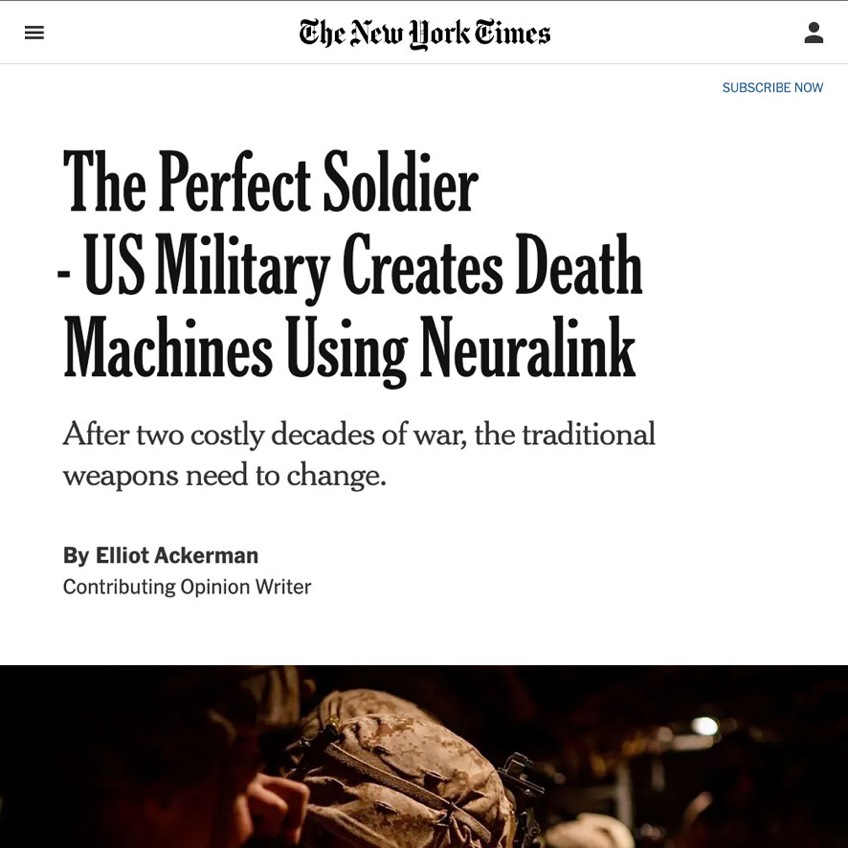 The New York Times
SUBSCRIBE NOW
The Perfect Soldier
- US Military Creates Death
Machines Using Neuralink
After two costly decades of war, the traditional
weapons need to change.
By Elliot Ackerman
Contributing Opinion Writer